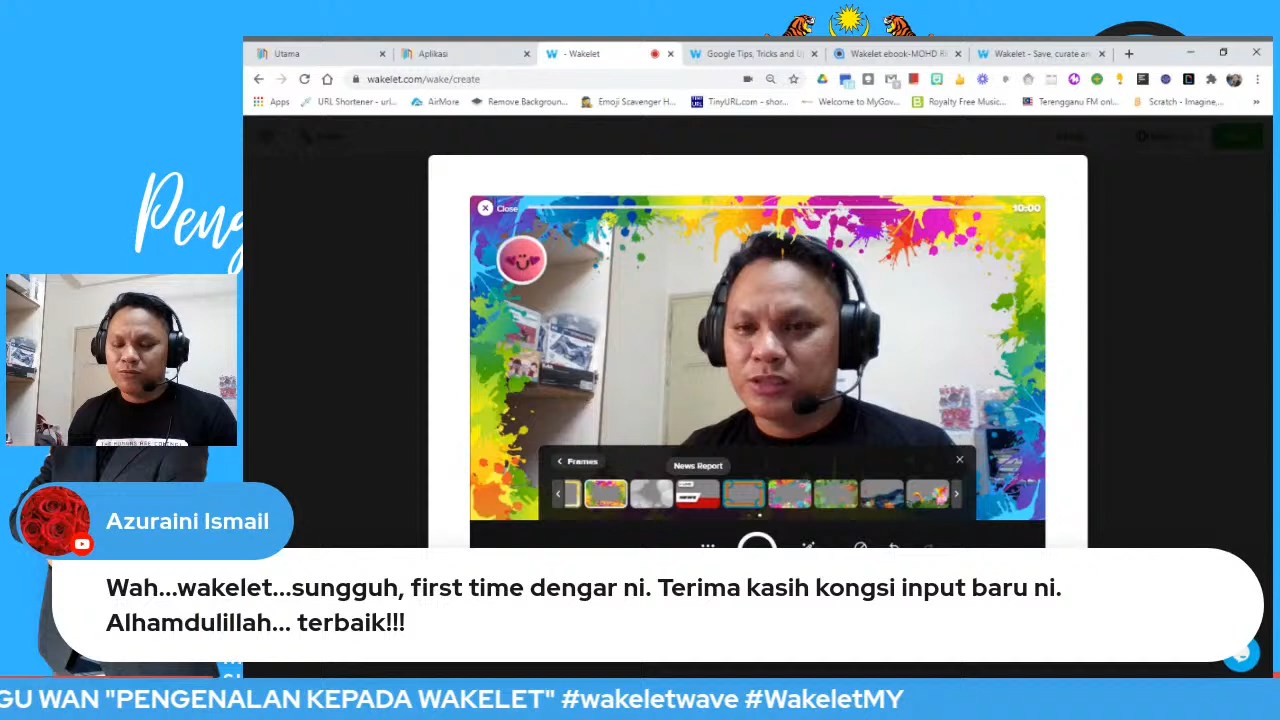 Utama
Aplikasi
- Wakelet
Google Tips, Tricks and U
Wakelet ebook-MOHD R
Wakelet - Save, curate an
wakelet.com/wake/create
Apps
URL Shortener - url...
AirMore
Remove Backgroun...
Emoji Scavenger H...
TinyURL.com - shor...
Welcome to MyGov...
Royalty Free Music...
Terengganu FM onl...
Scratch - Imagine,...
Peng
Close
10:00
Frames
News Report
Azuraini Ismail
Wah...wakelet...sungguh, first time dengar ni. Terima kasih kongsi input baru ni.
Alhamdulillah... terbaik!!!
GU WAN "PENGENALAN KEPADA WAKELET" #wakeletwave #WakeletMY